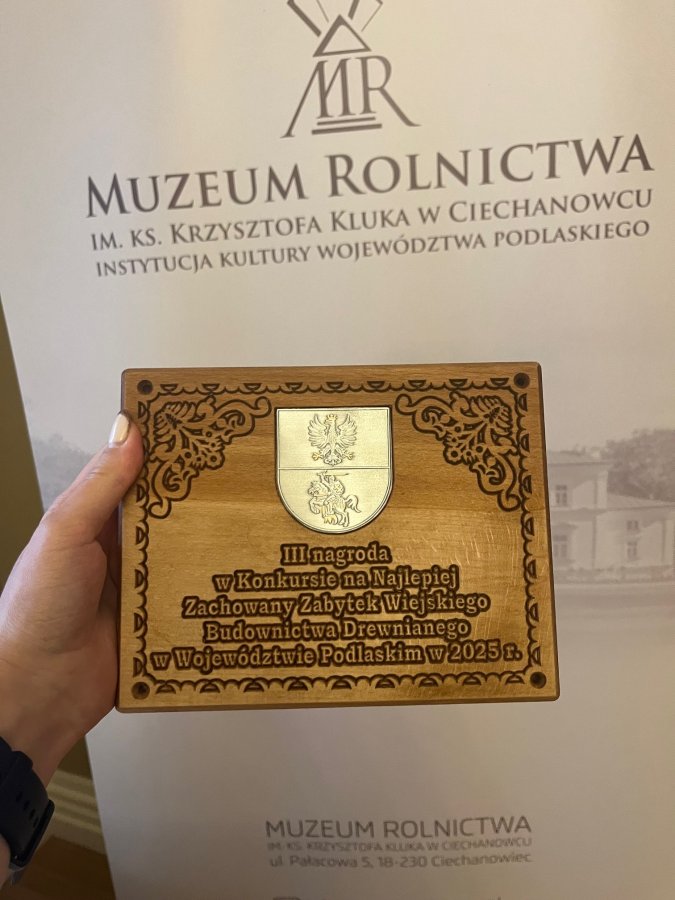 MR
MUZEUM ROLNICTWA
IM. KS. KRZYSZTOFA KLUKA W CIECHANOWCU
INSTYTUCJA KULTURY WOJEWÓDZTWA PODLASKIEGO
III nagroda
w Konkursie na Najlepiej
Zachowany Zabytek Wiejskiego
Budownictwa Drewnianego
w Województwie Podlaskim w 2025 r.
MUZEUM ROLNICTWA
IM. KS. KRZYSZTOFA KLUKA W CIECHANOWCU
ul. Pałacowa 5, 18-230 Ciechanowiec